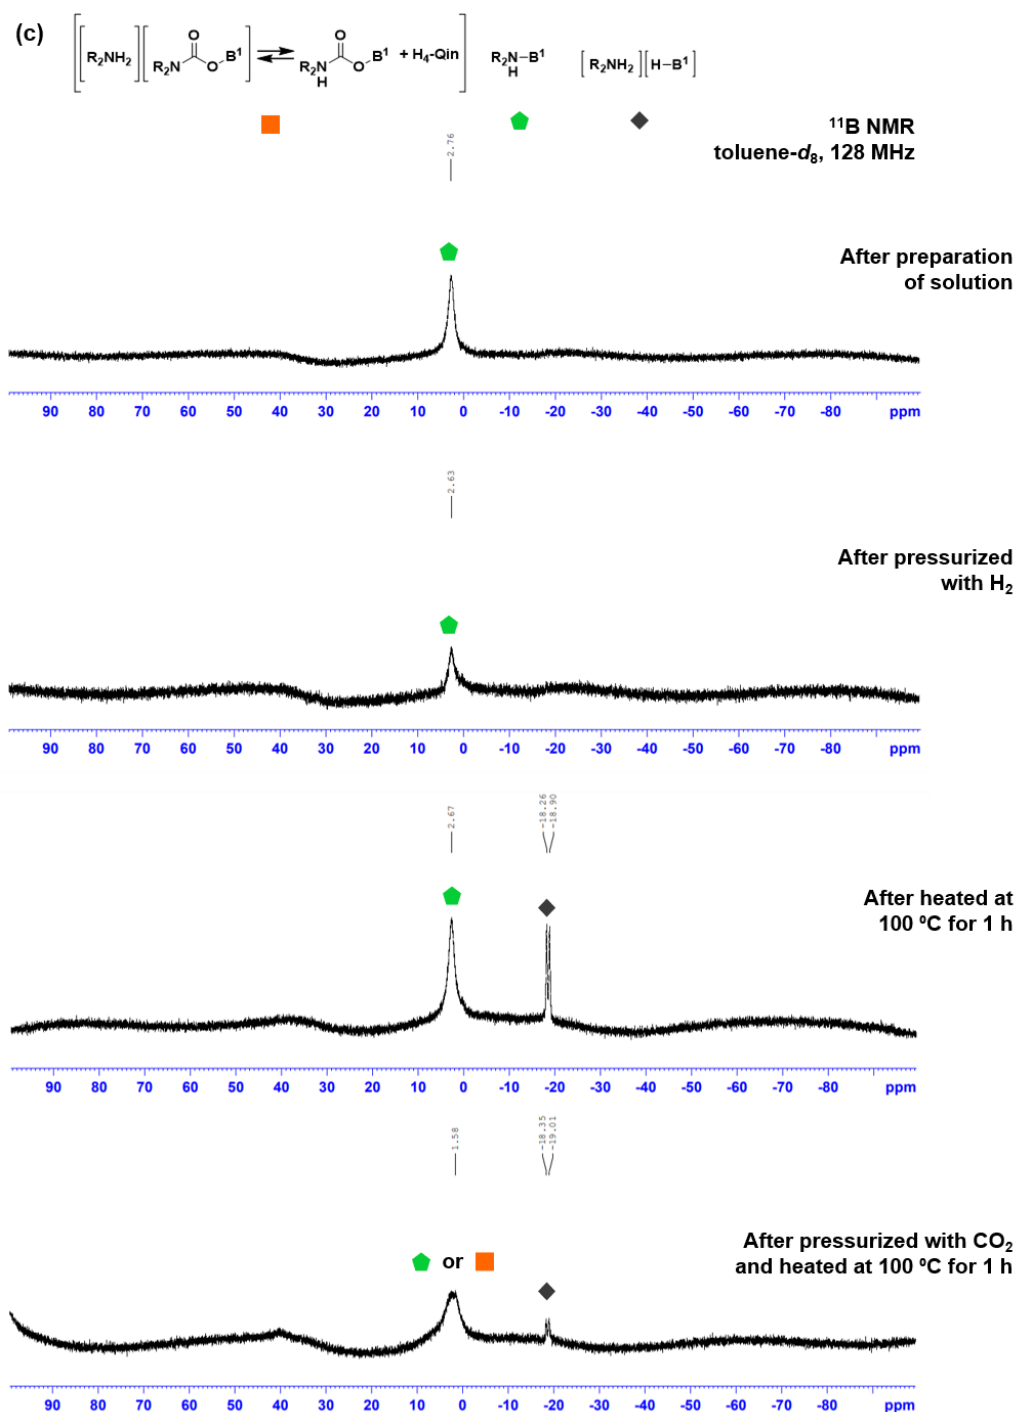 (c)
R₂NH₂ R₂N O O B¹ R₂N H O O B¹ + H₄-Qin R₂N–B¹ H [R₂NH₂][H–B¹]
¹¹B NMR
toluene-d₈, 128 MHz
2.76
After preparation
of solution
90 80 70 60 50 40 30 20 10 0 -10 -20 -30 -40 -50 -60 -70 -80 ppm
2.63
After pressurized
with H₂
90 80 70 60 50 40 30 20 10 0 -10 -20 -30 -40 -50 -60 -70 -80 ppm
2.67 -18.26 -18.90
After heated at
100 ºC for 1 h
90 80 70 60 50 40 30 20 10 0 -10 -20 -30 -40 -50 -60 -70 -80 ppm
1.58 -18.35 -19.01
After pressurized with CO₂
and heated at 100 ºC for 1 h
or
90 80 70 60 50 40 30 20 10 0 -10 -20 -30 -40 -50 -60 -70 -80 ppm